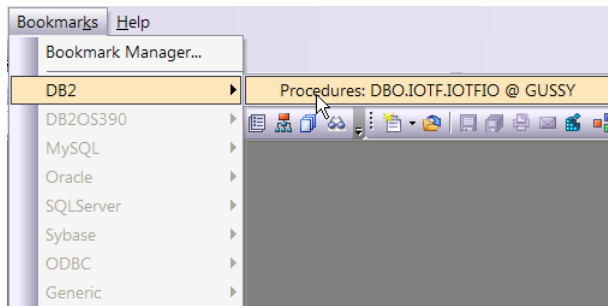 Bookmarks Help
Bookmark Manager...
DB2
Procedures: DBO.IOTF.IOTFIO @ GUSSY
DB2OS390
MySQL
Oracle
SQLServer
Sybase
ODBC
Generic